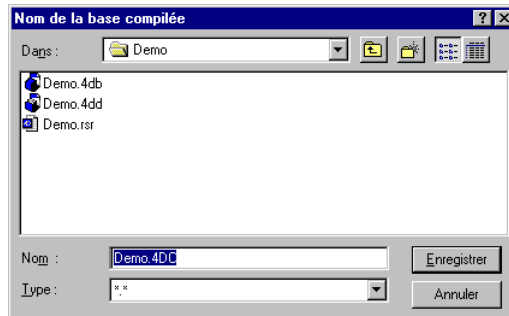 Nom de la base compilée
Dans : Demo
Demo.4db
Demo.4dd
Demo.rsr
Nom : Demo.4DC Enregistrer
Type : *.* Annuler